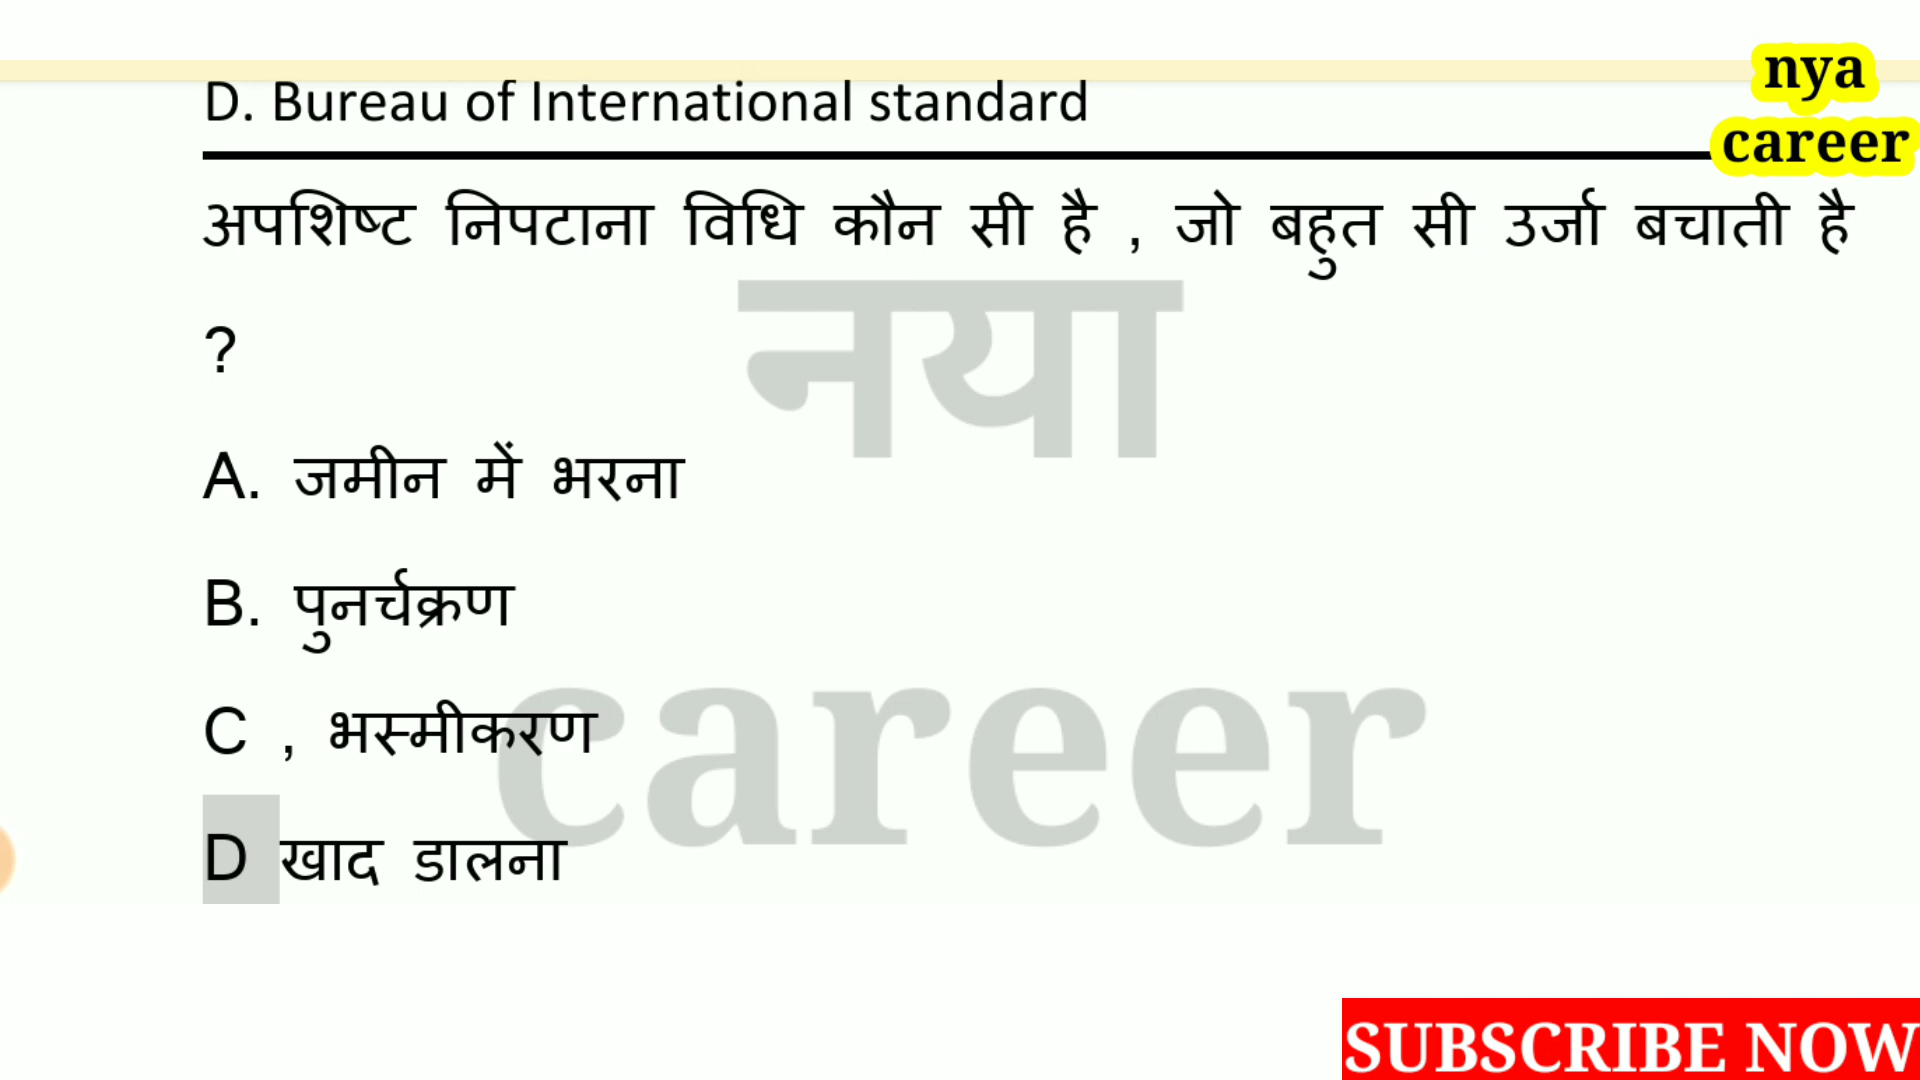 nya
career
D. Bureau of International standard
अपशिष्ट निपटाना विधि कौन सी है , जो बहुत सी उर्जा बचाती है
?
नया
A. जमीन में भरना
B. पुनर्चक्रण
career
C , भस्मीकरण
D खाद डालना
SUBSCRIBE NOW